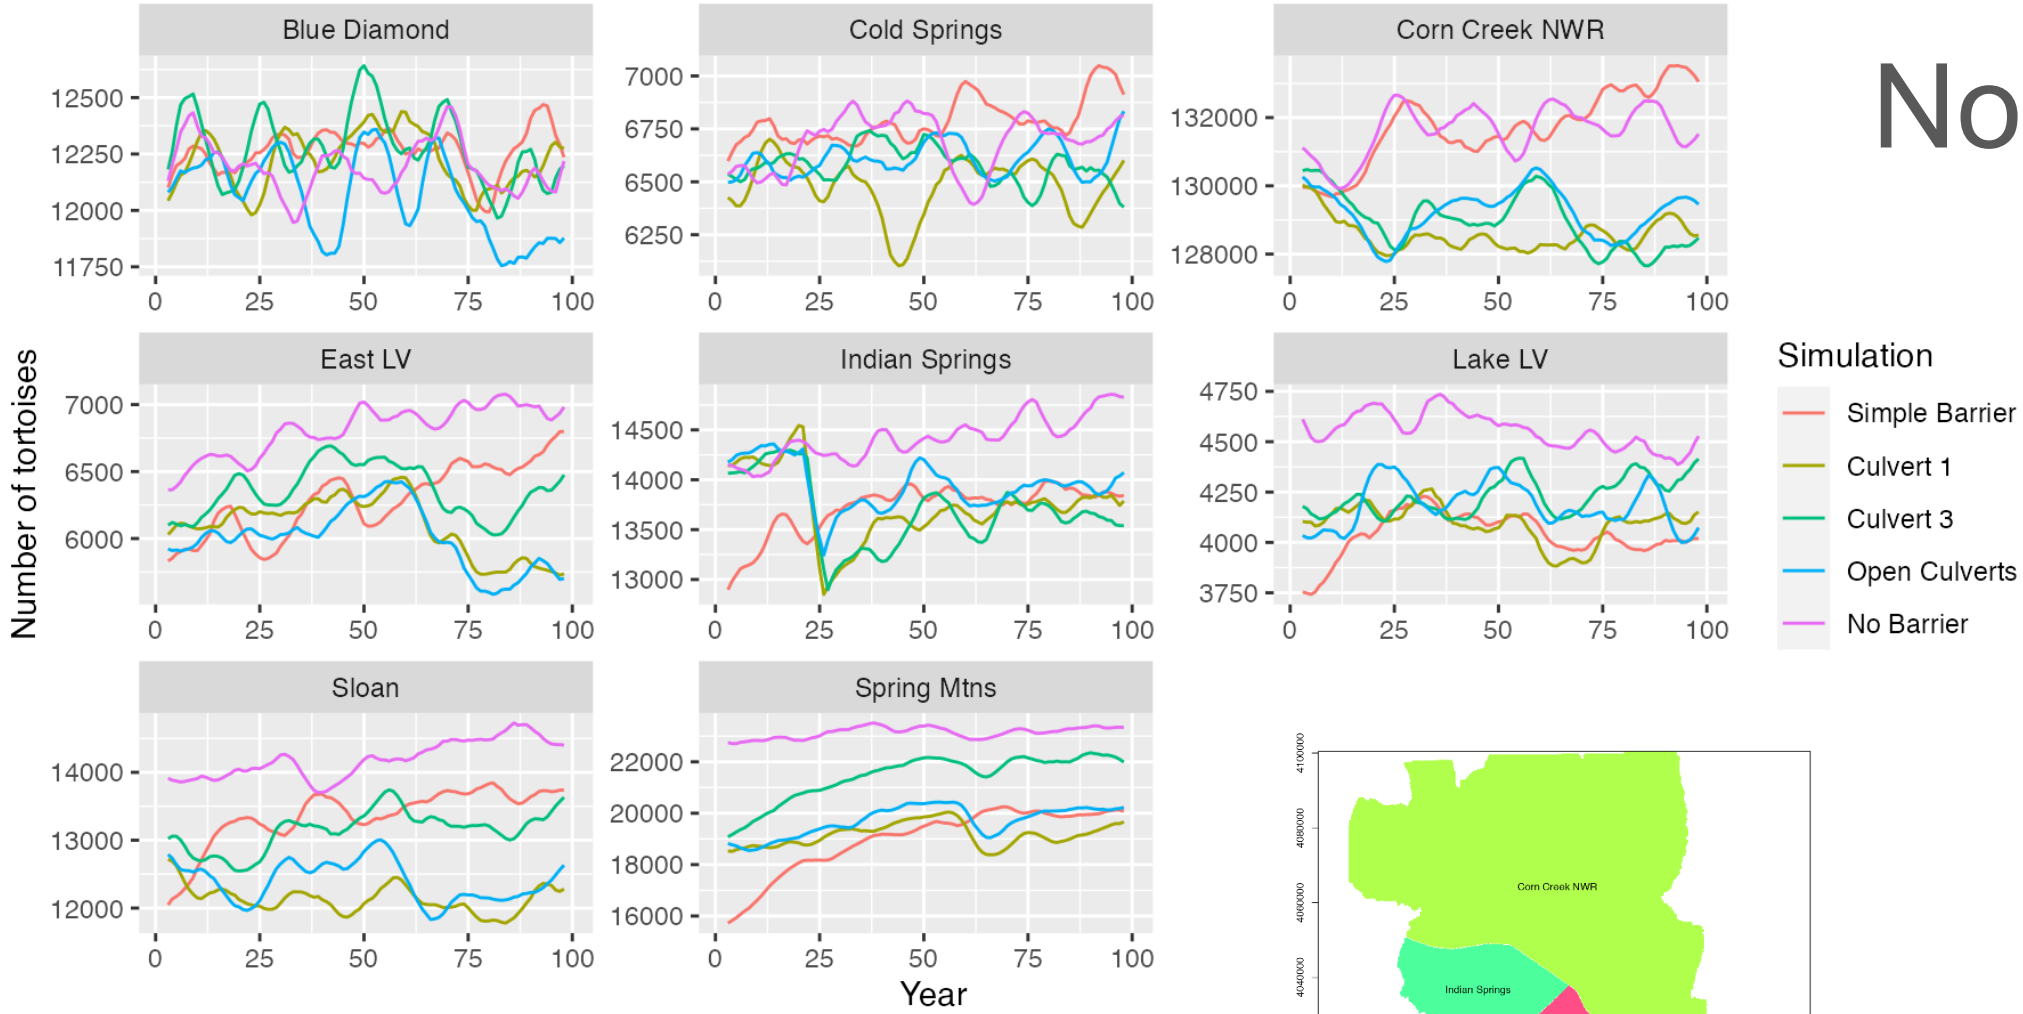 Blue Diamond
Cold Springs
Corn Creek NWR
No
12500
12250
12000
11750
0 25 50 75 100
7000
6750
6500
6250
0 25 50 75 100
132000
130000
128000
0 25 50 75 100
Number of tortoises
East LV
Indian Springs
Lake LV
7000
6500
6000
0 25 50 75 100
14500
14000
13500
13000
0 25 50 75 100
4750
4500
4250
4000
3750
0 25 50 75 100
Simulation
Simple Barrier
Culvert 1
Culvert 3
Open Culverts
No Barrier
Sloan
Spring Mtns
14000
13000
12000
0 25 50 75 100
22000
20000
18000
16000
0 25 50 75 100
Year
4100000
4080000
4060000
4040000
Corn Creek NWR
Indian Springs